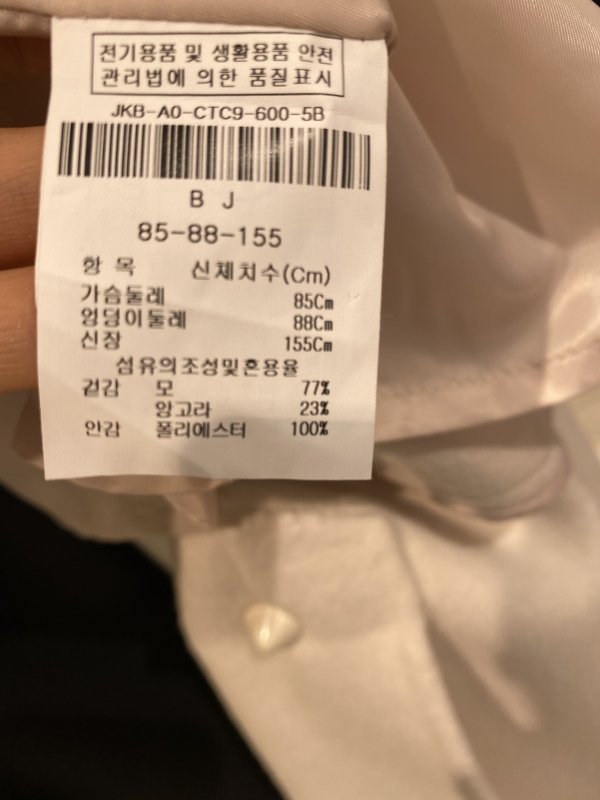 전기용품 및 생활용품 안전
관리법에 의한 품질표시
JKB-A0-CTC9-600-5B
B J
85-88-155
항 목 신체치수(Cm)
가슴둘레 85Cm
엉덩이둘레 88Cm
신장 155Cm
섬유의조성및혼용율
겉감 모 77%
앙고라 23%
안감 폴리에스터 100%